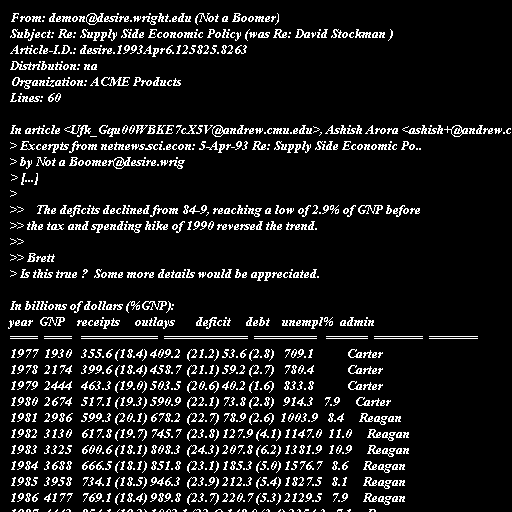 From: demon@desire.wright.edu (Not a Boomer)
Subject: Re: Supply Side Economic Policy (was Re: David Stockman )
Article-I.D.: desire.1993Apr6.125825.8263
Distribution: na
Organization: ACME Products
Lines: 60

In article <Ufk_Gqu00WBKE7cX5V@andrew.cmu.edu>, Ashish Arora <ashish+@andrew.c
> Excerpts from netnews.sci.econ: 5-Apr-93 Re: Supply Side Economic Po..
> by Not a Boomer@desire.wrig
> [...]
>
>>    The deficits declined from 84-9, reaching a low of 2.9% of GNP before
>> the tax and spending hike of 1990 reversed the trend.
>>
>> Brett
> Is this true ?  Some more details would be appreciated.

In billions of dollars (%GNP):
year  GNP    receipts    outlays      deficit    debt   unempl%  admin
1977  1930   355.6 (18.4) 409.2  (21.2) 53.6 (2.8)   709.1          Carter
1978  2174   399.6 (18.4) 458.7  (21.1) 59.2 (2.7)   780.4          Carter
1979  2444   463.3 (19.0) 503.5  (20.6) 40.2 (1.6)   833.8          Carter
1980  2674   517.1 (19.3) 590.9  (22.1) 73.8 (2.8)   914.3   7.9    Carter
1981  2986   599.3 (20.1) 678.2  (22.7) 78.9 (2.6)  1003.9   8.4    Reagan
1982  3130   617.8 (19.7) 745.7  (23.8) 127.9 (4.1) 1147.0  11.0    Reagan
1983  3325   600.6 (18.1) 808.3  (24.3) 207.8 (6.2) 1381.9  10.9    Reagan
1984  3688   666.5 (18.1) 851.8  (23.1) 185.3 (5.0) 1576.7   8.6    Reagan
1985  3958   734.1 (18.5) 946.3  (23.9) 212.3 (5.4) 1827.5   8.1    Reagan
1986  4177   769.1 (18.4) 989.8  (23.7) 220.7 (5.3) 2129.5   7.9    Reagan